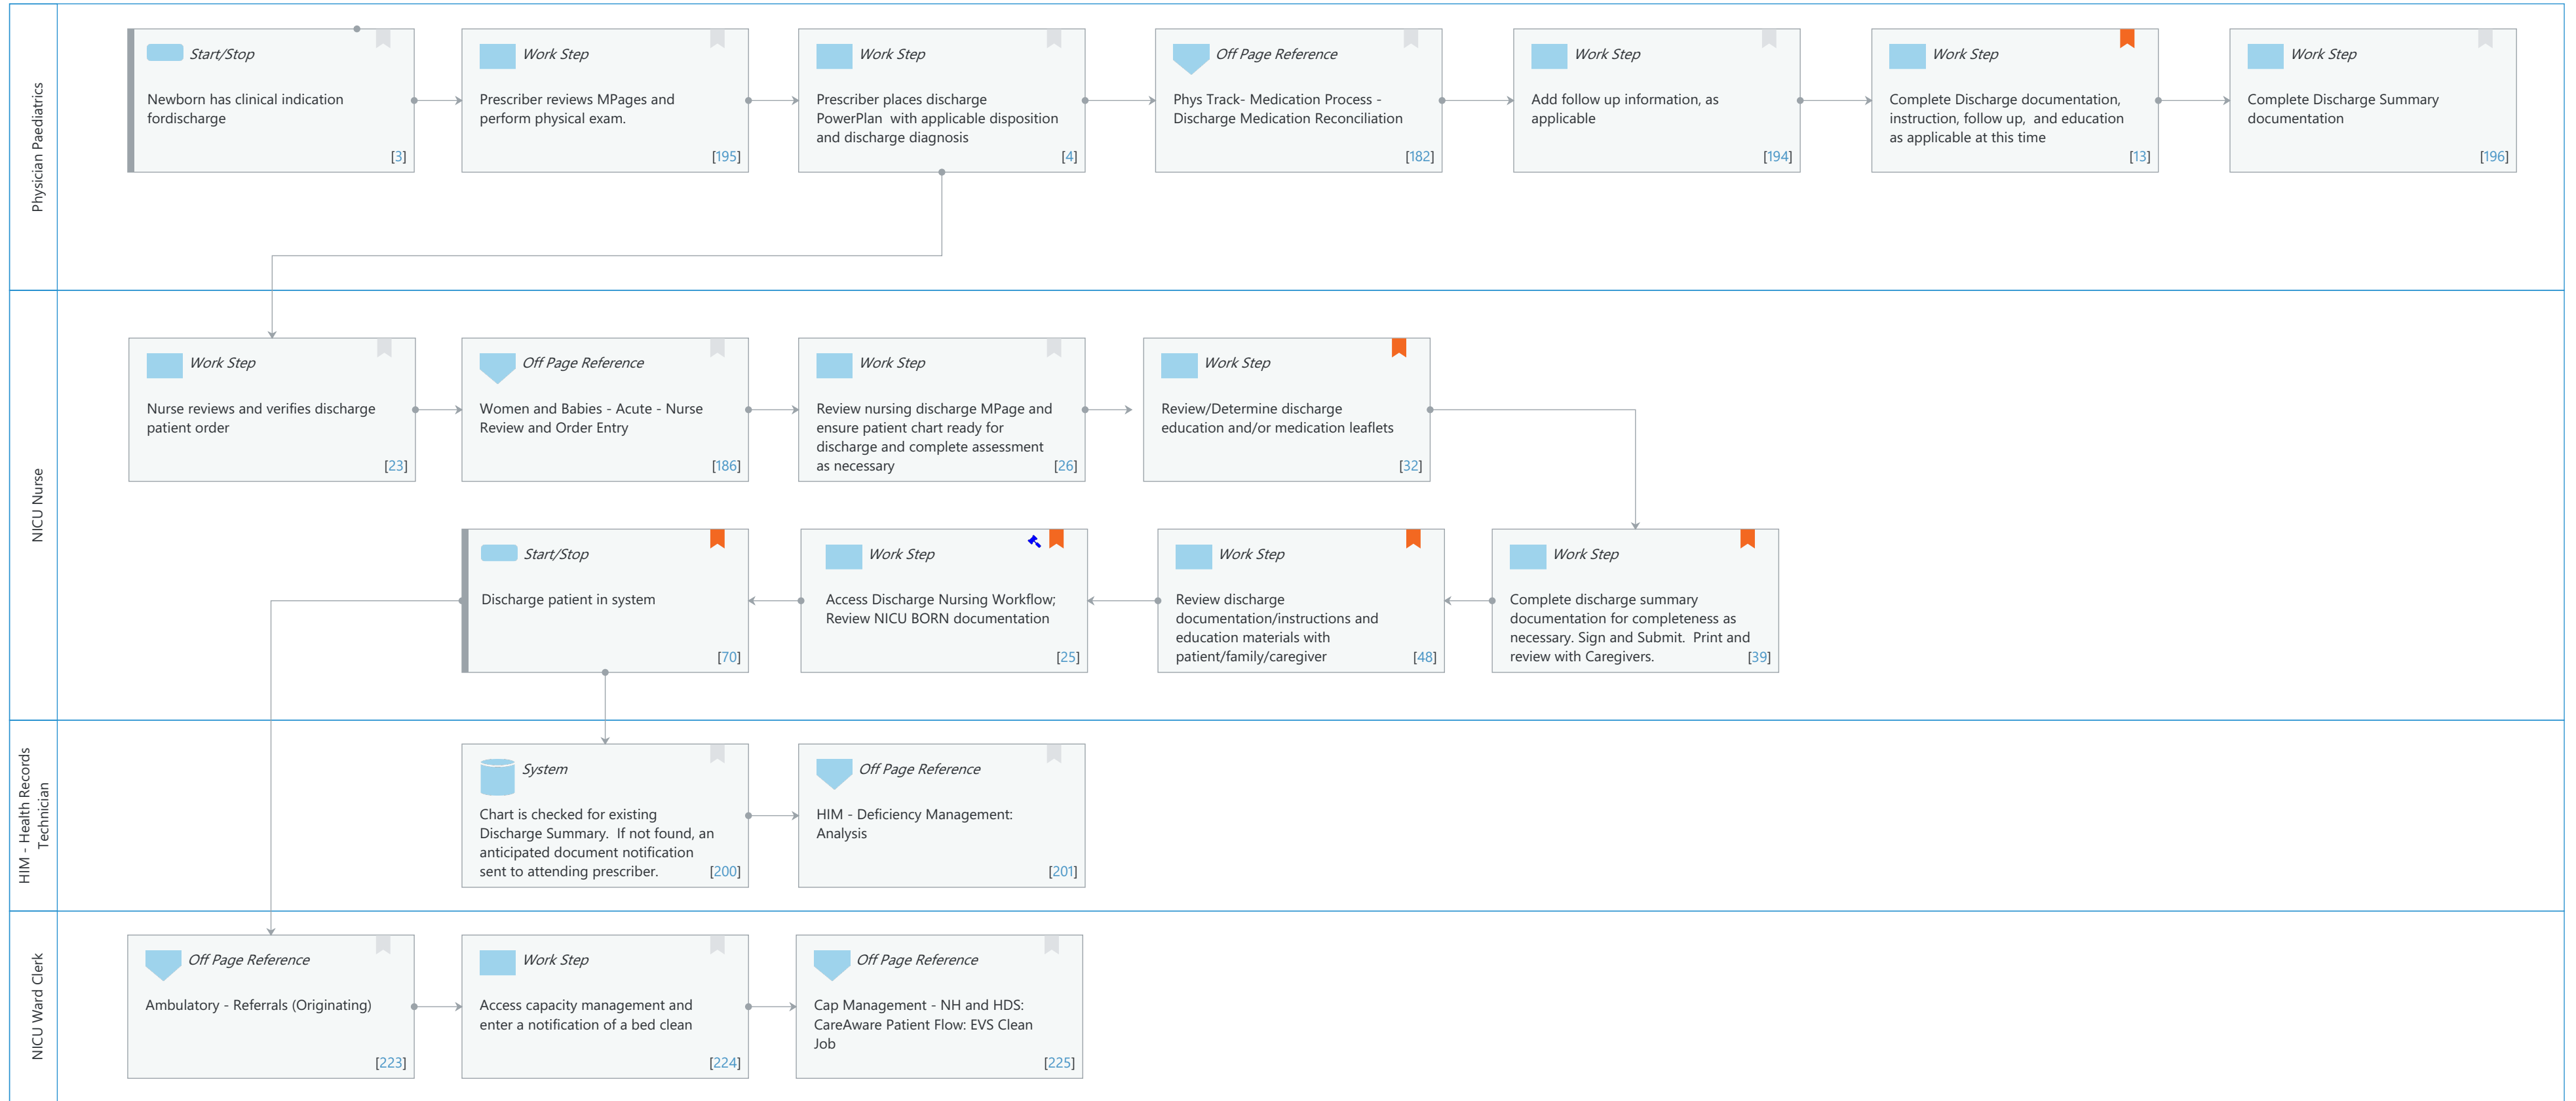 Physician Paediatrics
Start/Stop
Newborn has clinical indication
fordischarge
[3]
Work Step
Prescriber reviews MPages and
perform physical exam.
[195]
Work Step
Prescriber places discharge
PowerPlan  with applicable disposition
and discharge diagnosis
[4]
Off Page Reference
Phys Track- Medication Process -
Discharge Medication Reconciliation
[182]
Work Step
Add follow up information, as
applicable
[194]
Work Step
Complete Discharge documentation,
instruction, follow up,  and education
as applicable at this time
[13]
Work Step
Complete Discharge Summary
documentation
[196]
NICU Nurse
Work Step
Nurse reviews and verifies discharge
patient order
[23]
Off Page Reference
Women and Babies - Acute - Nurse
Review and Order Entry
[186]
Work Step
Review nursing discharge MPage and
ensure patient chart ready for
discharge and complete assessment
as necessary
[26]
Work Step
Review/Determine discharge
education and/or medication leaflets
[32]
Start/Stop
Discharge patient in system
[70]
Work Step
Access Discharge Nursing Workflow;
Review NICU BORN documentation
[25]
Work Step
Review discharge
documentation/instructions and
education materials with
patient/family/caregiver
[48]
Work Step
Complete discharge summary
documentation for completeness as
necessary. Sign and Submit.  Print and
review with Caregivers.
[39]
HIM - Health Records
Technician
System
Chart is checked for existing
Discharge Summary.  If not found, an
anticipated document notification
sent to attending prescriber.
[200]
Off Page Reference
HIM - Deficiency Management:
Analysis
[201]
NICU Ward Clerk
Off Page Reference
Ambulatory - Referrals (Originating)
[223]
Work Step
Access capacity management and
enter a notification of a bed clean
[224]
Off Page Reference
Cap Management - NH and HDS:
CareAware Patient Flow: EVS Clean
Job
[225]